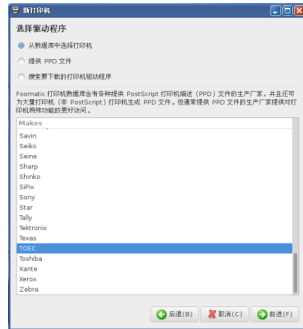 新打印机
选择驱动程序
从数据库中选择打印机
提供 PPD 文件
搜索要下载的打印机驱动程序
Foomatic 打印机数据库含有各种提供 PostScript 打印机描述（PPD）文件的生产厂家，并且还可
为大量打印机（非 PostScript）打印机生成 PPD 文件。但通常提供 PPD 文件的生产厂家提供对打
印机特殊功能的更好访问。
Makes
Savin
Seiko
Seine
Sharp
Shinko
SiPix
Sony
Star
Tally
Tektronix
Texas
TOEC
Toshiba
Xante
Xerox
Zebra
后退(B)
取消(C)
前进(F)